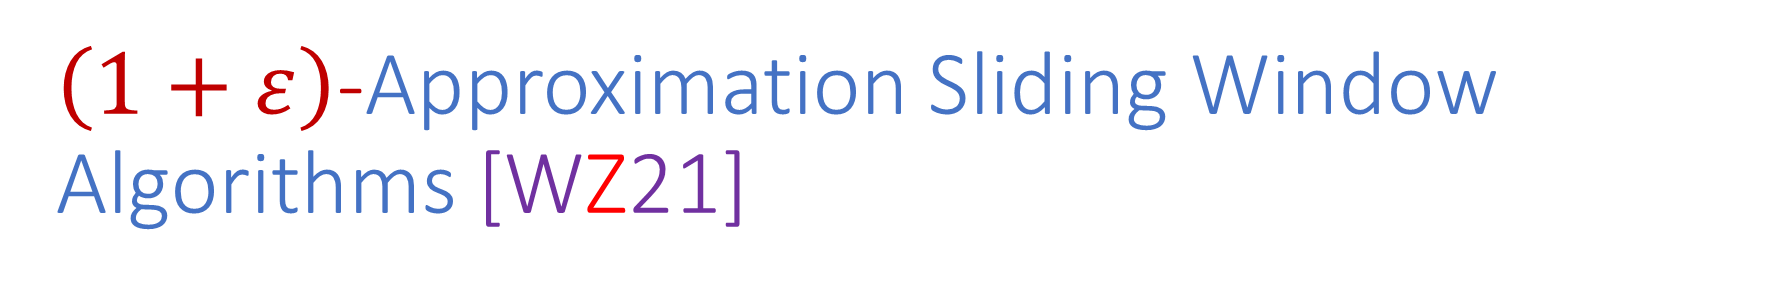 (1 + ε)-Approximation Sliding Window
Algorithms [WZ21]